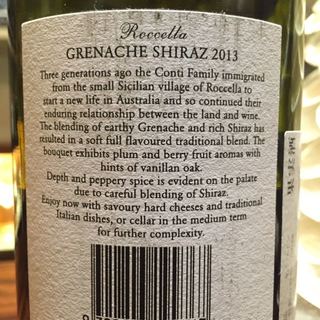 Roccella
GRENACHE SHIRAZ 2013
Three generations ago the Conti Family immigrated
from the small Sicilian village of Roccella to
start a new life in Australia and so continued their
enduring relationship between the land and wine.
The blending of earthy Grenache and rich Shiraz has
resulted in a soft full flavoured traditional blend. The
bouquet exhibits plum and berry fruit aromas with
hints of vanillan oak.
Depth and peppery spice is evident on the palate
due to careful blending of Shiraz.
Enjoy now with savoury hard cheeses and traditional
Italian dishes, or cellar in the medium term
for further complexity.